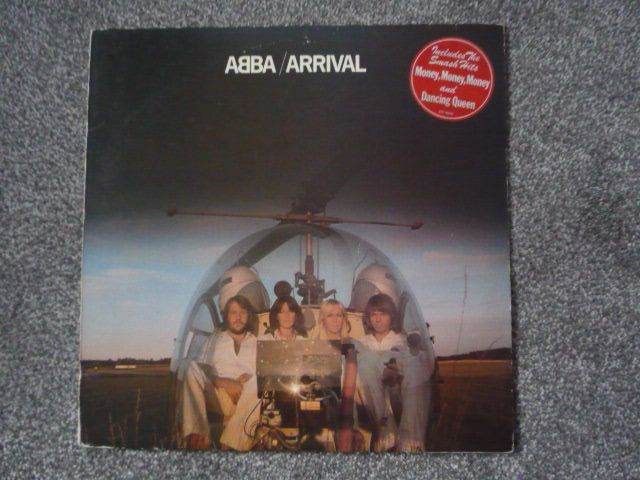 ABBA/ARRIVAL
Includes The
Smash Hits
Money, Money, Money
and
Dancing Queen